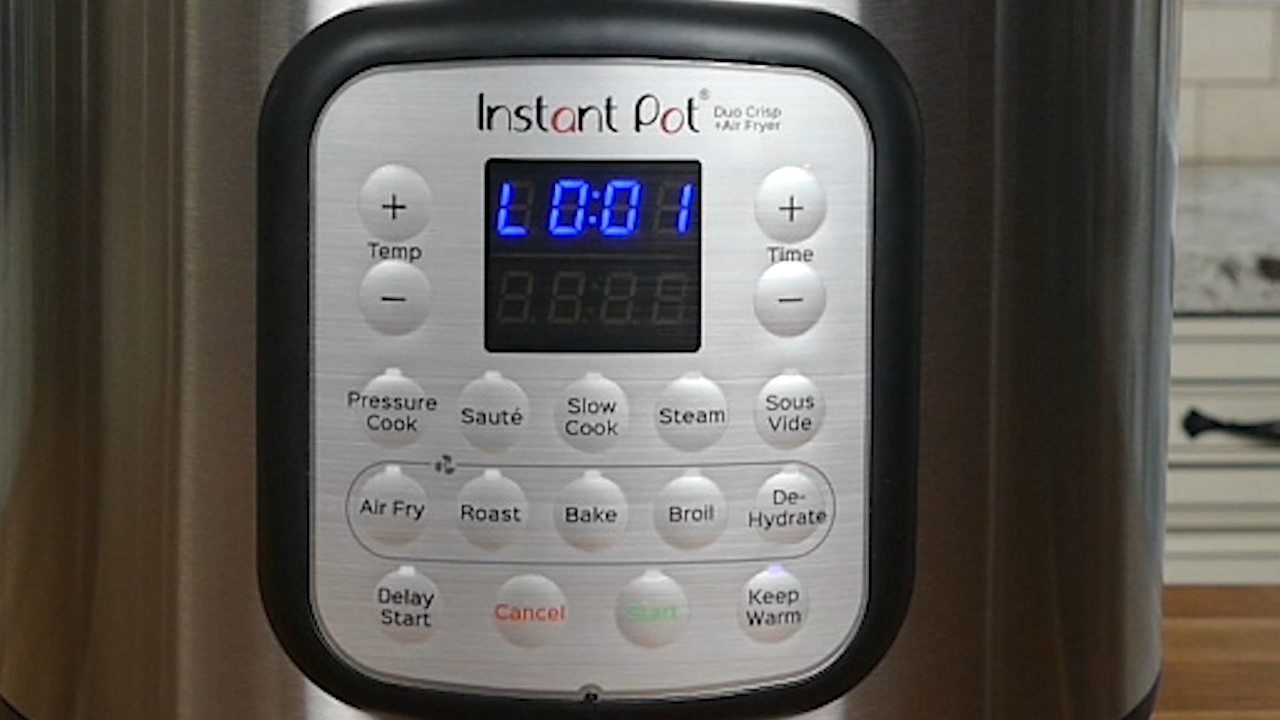 Instant Pot®
Duo Crisp
+Air Fryer
L0:01
+
+
Temp
Time
−
−
Pressure
Cook
Sauté
Slow
Cook
Steam
Sous
Vide
Air Fry
Roast
Bake
Broil
De-
Hydrate
Delay
Start
Cancel
Start
Keep
Warm